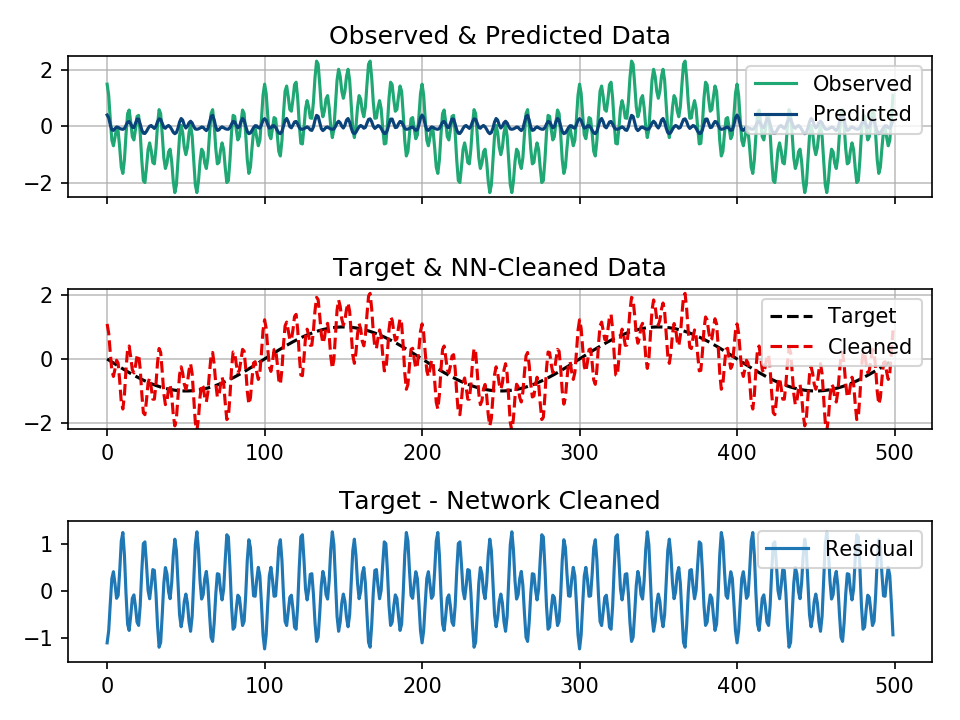 Observed & Predicted Data
2
0
−2
Observed
Predicted
Target & NN-Cleaned Data
2
0
−2
Target
Cleaned
0 100 200 300 400 500
Target - Network Cleaned
1
0
−1
Residual
0 100 200 300 400 500